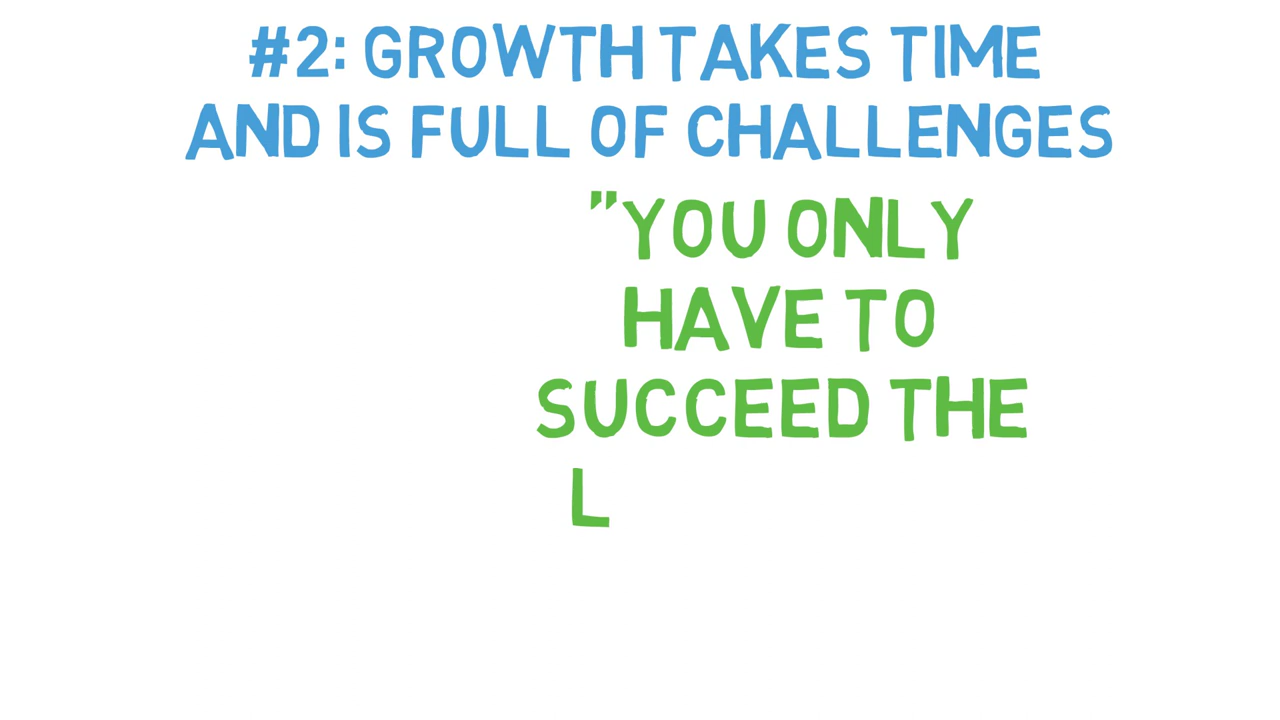 #2: GROWTH TAKES TIME
AND IS FULL OF CHALLENGES
"YOU ONLY
HAVE TO
SUCCEED THE
L